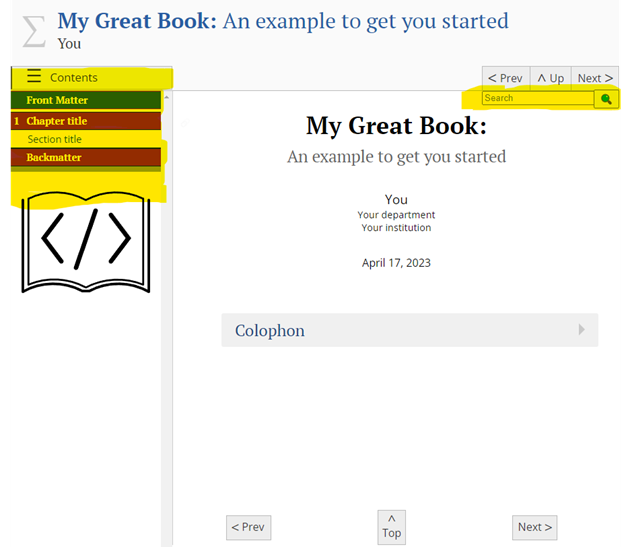 My Great Book: An example to get you started
You
Contents
< Prev
^ Up
Next >
Search
Front Matter
1 Chapter title
Section title
Backmatter
My Great Book:
An example to get you started
You
Your department
Your institution
April 17, 2023
Colophon
< Prev
^
Top
Next >